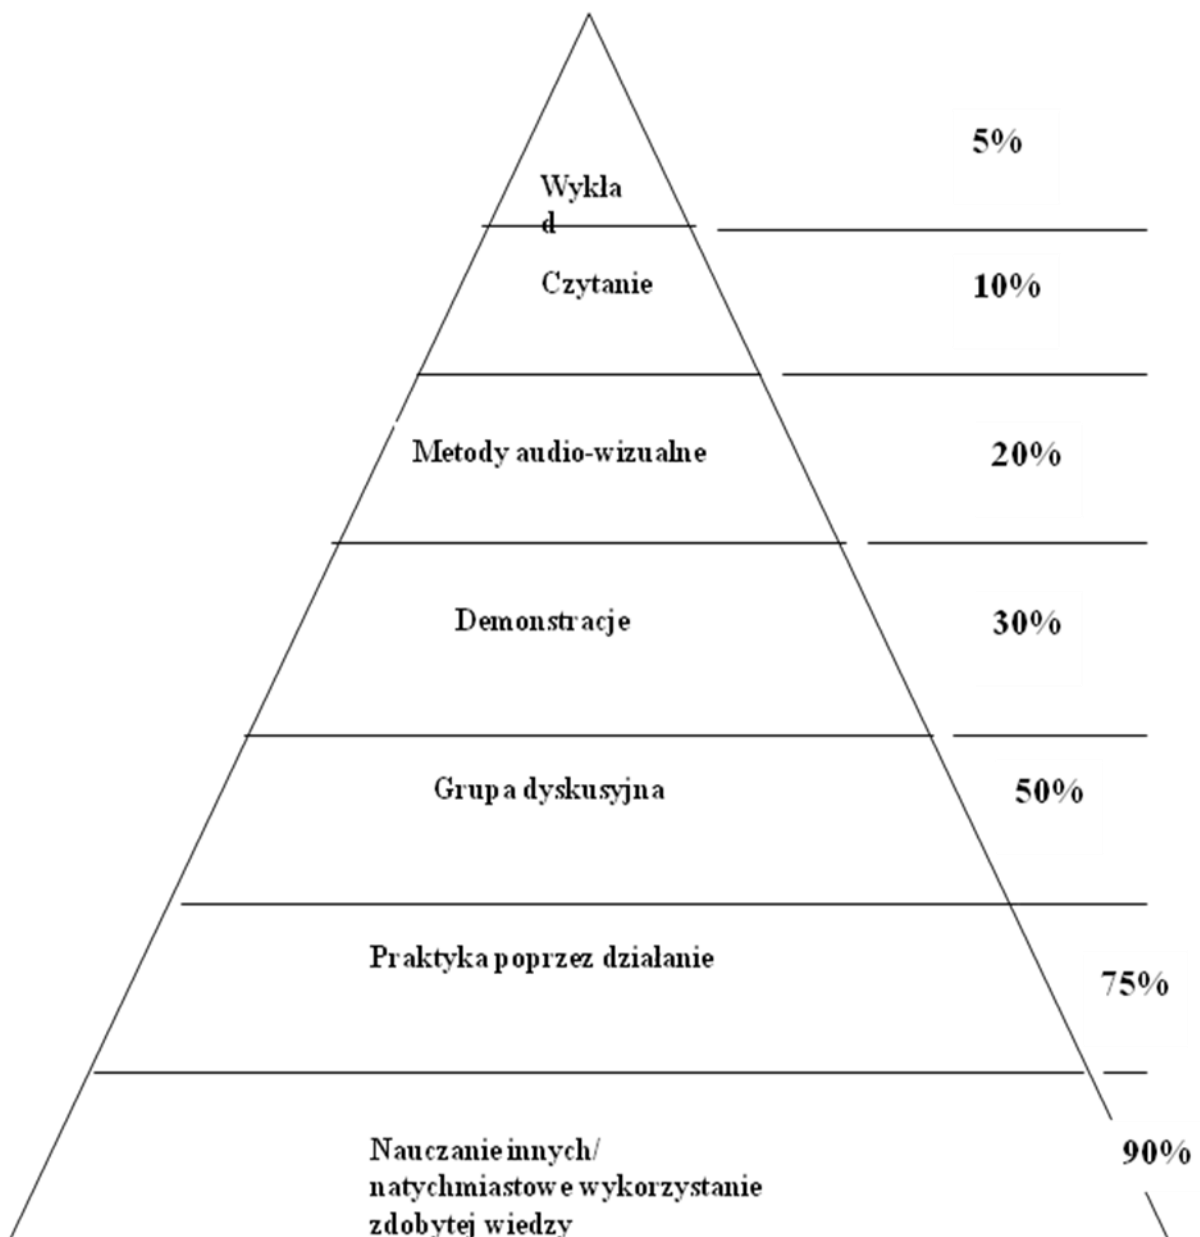 5%
Wykła
d
Czytanie
10%
Metody audio-wizualne
20%
Demonstracje
30%
Grupa dyskusyjna
50%
Praktyka poprzez działanie
75%
Nauczanie innych/
natychmiastowe wykorzystanie
zdobytej wiedzy
90%